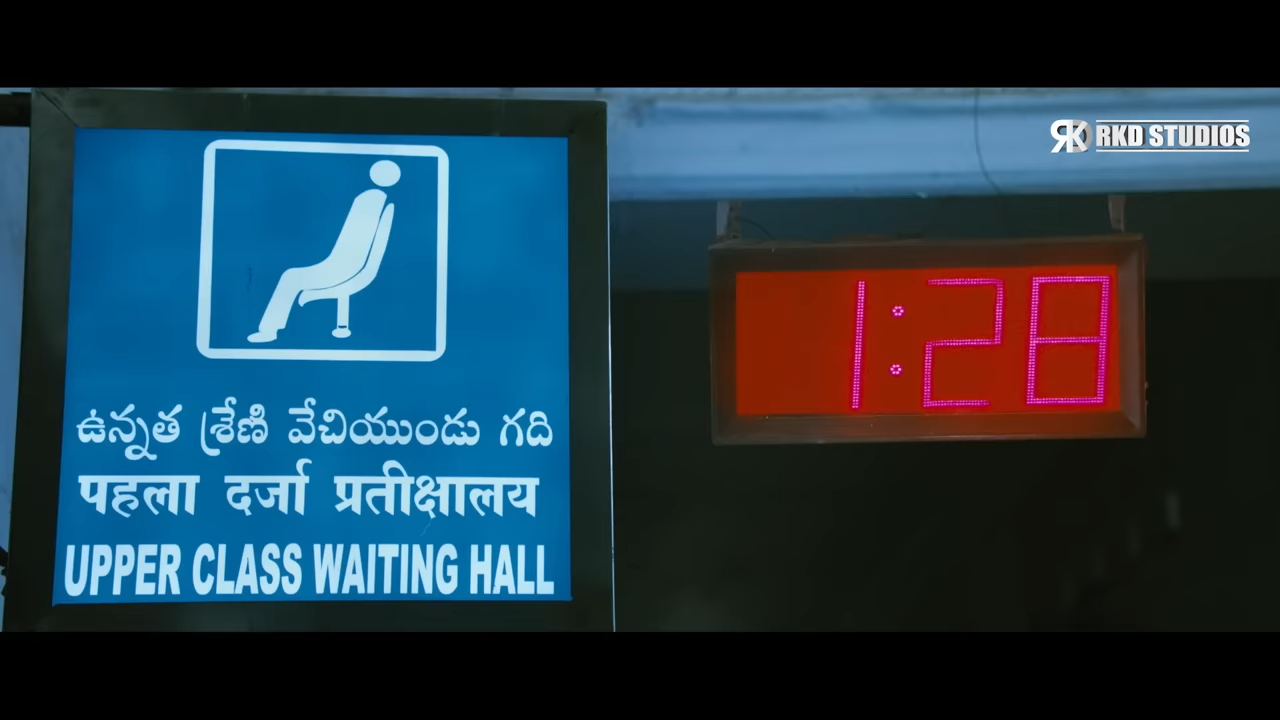 ఉన్నత శ్రేణి వేచియుండు గది
पहला दर्जा प्रतीक्षालय
UPPER CLASS WAITING HALL
RKD STUDIOS
1:28